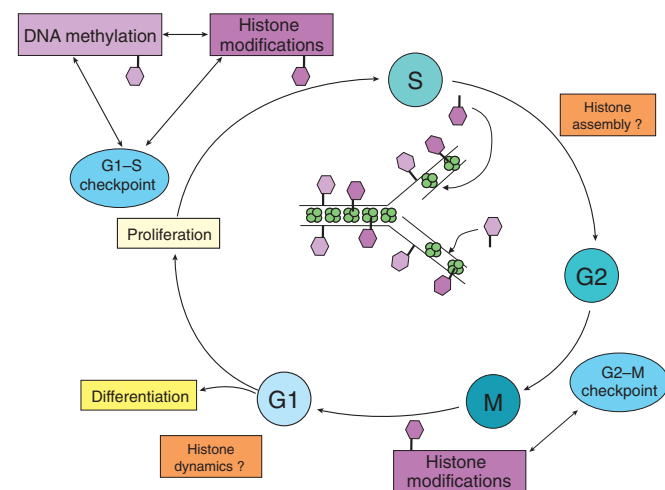 DNA methylation
Histone
modifications
S
Histone
assembly ?
G1–S
checkpoint
Proliferation
G2
Differentiation
G1
M
G2–M
checkpoint
Histone
dynamics ?
Histone
modifications